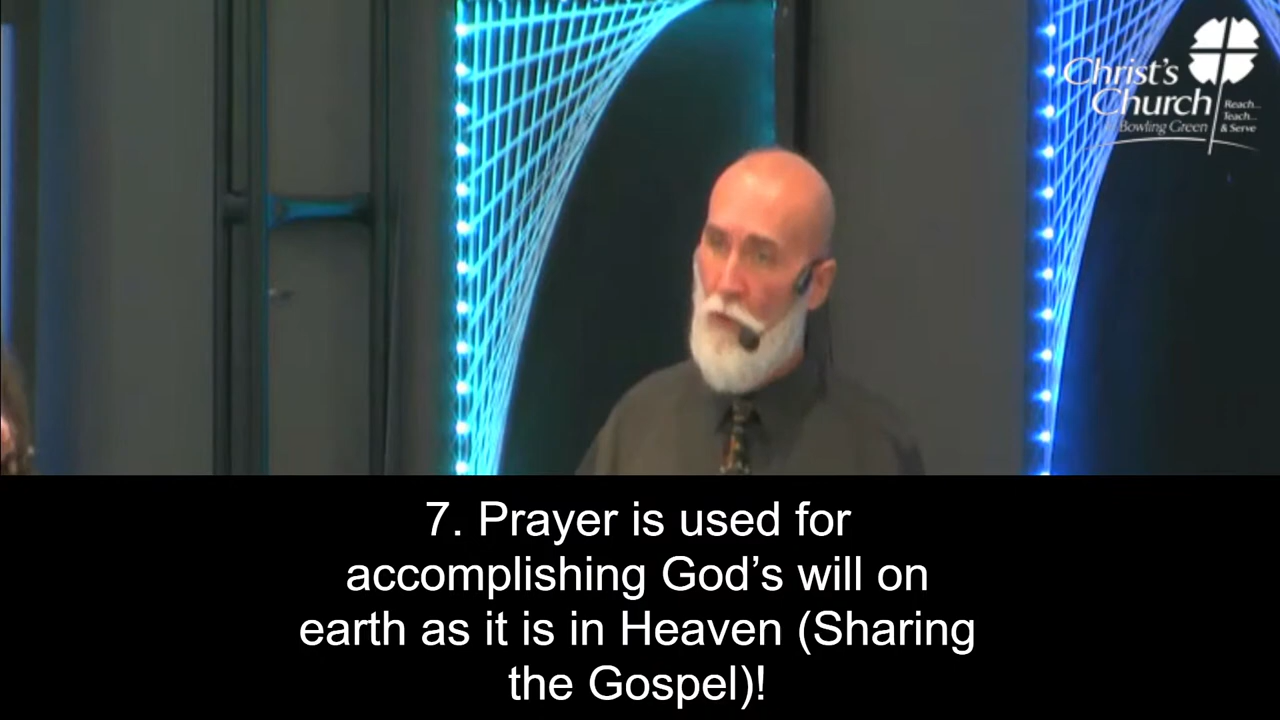 Christ's
Church
Bowling Green
Reach...
Teach...
& Serve
7. Prayer is used for
accomplishing God’s will on
earth as it is in Heaven (Sharing
the Gospel)!